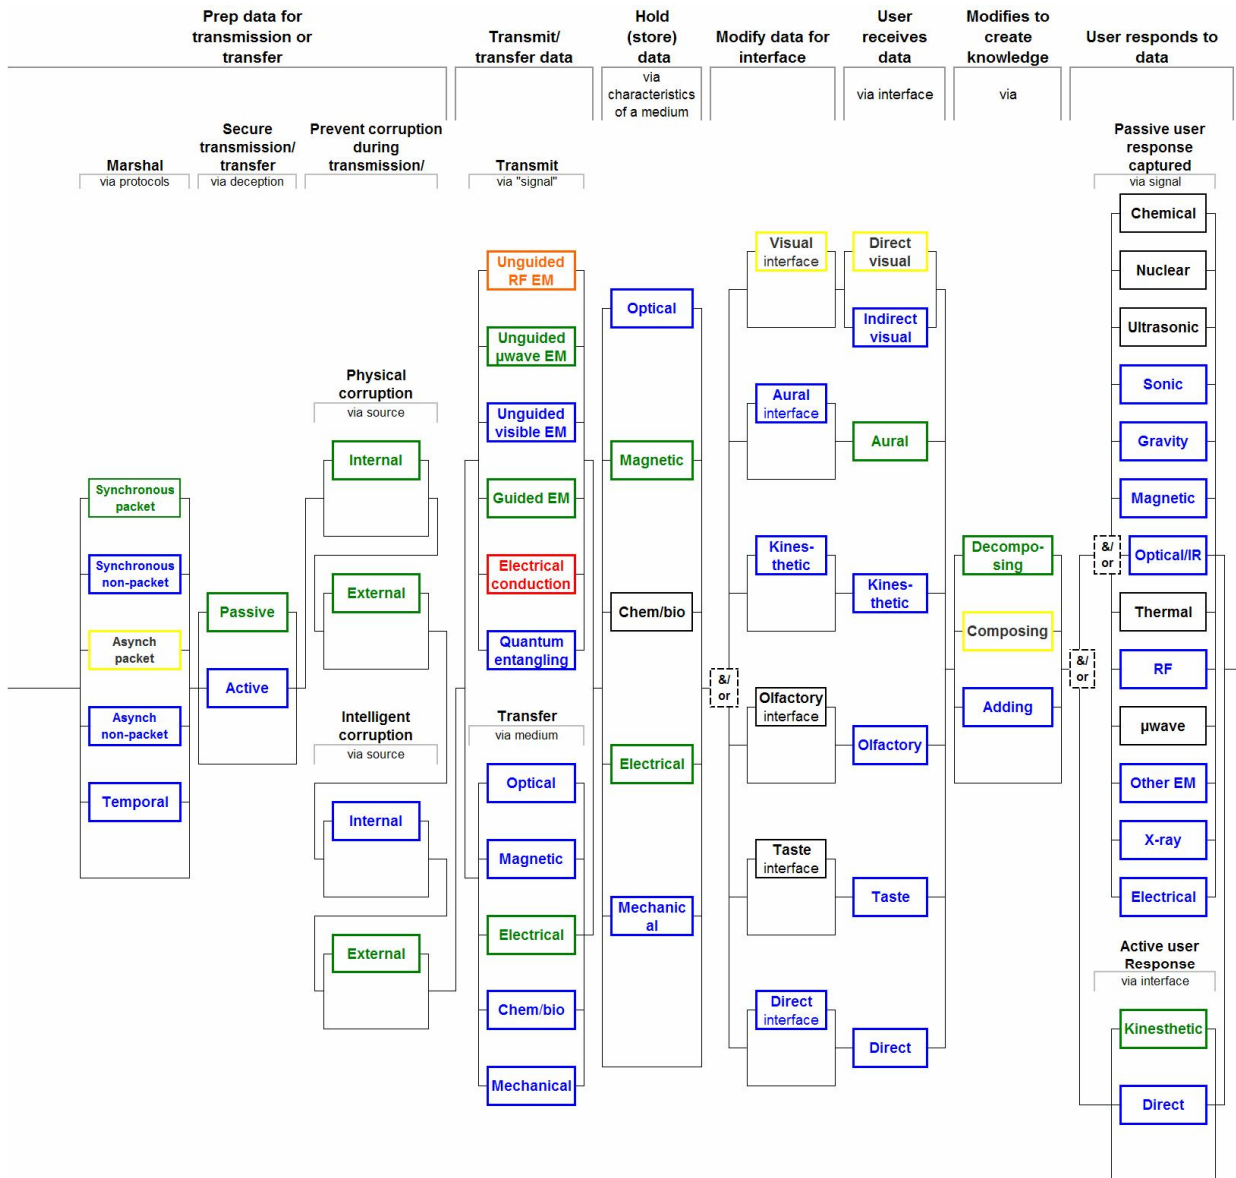 Prep data for
transmission or
transfer
Transmit/
transfer data
Hold
(store)
data
via
characteristics
of a medium
Modify data for
interface
User
receives
data
via interface
Modifies to
create
knowledge
via
User responds to
data
Marshal
via protocols
Secure
transmission/
transfer
via deception
Prevent corruption
during
transmission/
Transmit
via "signal"
Passive user
response
captured
via signal
Synchronous
packet
Synchronous
non-packet
Asynch
packet
Asynch
non-packet
Temporal
Passive
Active
Physical
corruption
via source
Internal
External
Intelligent
corruption
via source
Internal
External
Unguided
RF EM
Unguided
µwave EM
Unguided
visible EM
Guided EM
Electrical
conduction
Quantum
entangling
Transfer
via medium
Optical
Magnetic
Electrical
Chem/bio
Mechanical
Optical
Magnetic
Chem/bio
Electrical
Mechanic
al
&/
or
Visual
interface
Aural
interface
Kines-
thetic
Olfactory
interface
Taste
interface
Direct
interface
Direct
visual
Indirect
visual
Aural
Kines-
thetic
Olfactory
Taste
Direct
Decompo-
sing
Composing
Adding
&/
or
&/
or
Chemical
Nuclear
Ultrasonic
Sonic
Gravity
Magnetic
Optical/IR
Thermal
RF
µwave
Other EM
X-ray
Electrical
Active user
Response
via interface
Kinesthetic
Direct